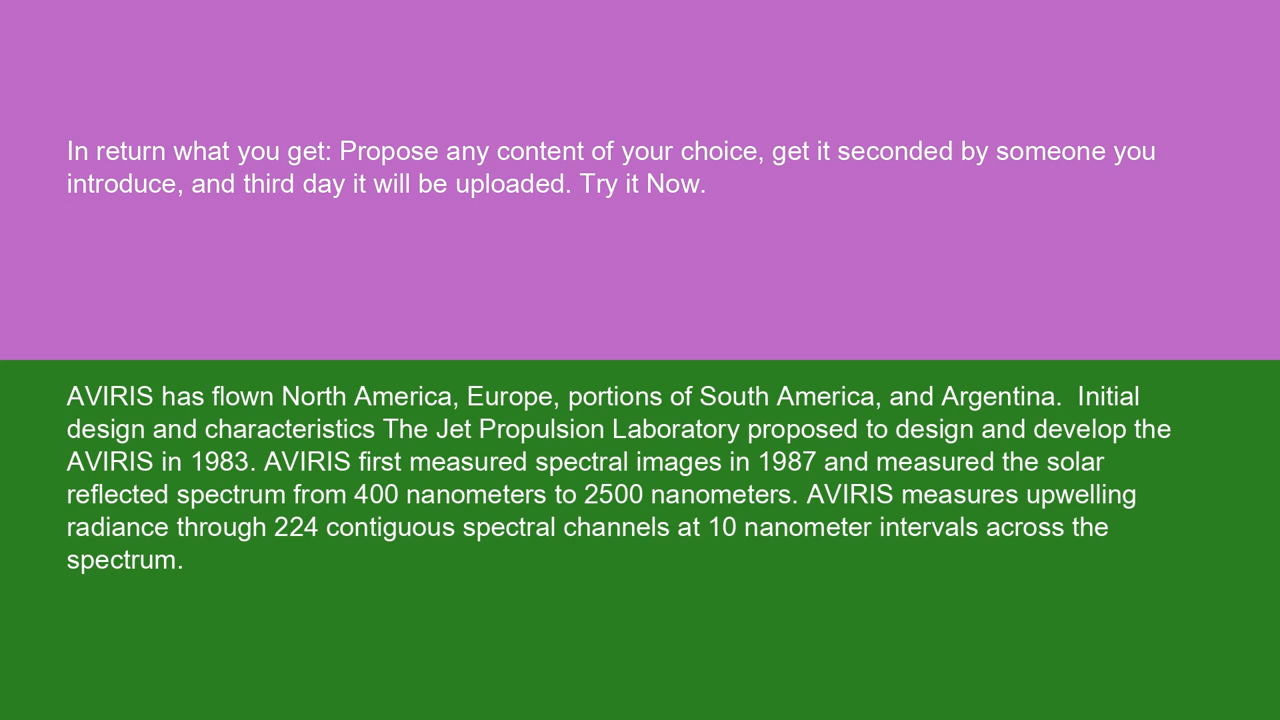 In return what you get: Propose any content of your choice, get it seconded by someone you
introduce, and third day it will be uploaded. Try it Now.
AVIRIS has flown North America, Europe, portions of South America, and Argentina.  Initial
design and characteristics The Jet Propulsion Laboratory proposed to design and develop the
AVIRIS in 1983. AVIRIS first measured spectral images in 1987 and measured the solar
reflected spectrum from 400 nanometers to 2500 nanometers. AVIRIS measures upwelling
radiance through 224 contiguous spectral channels at 10 nanometer intervals across the
spectrum.